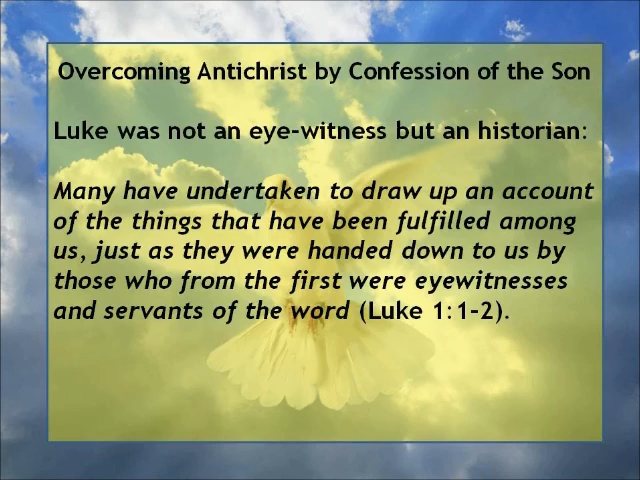 Overcoming Antichrist by Confession of the Son
Luke was not an eye-witness but an historian:
Many have undertaken to draw up an account
of the things that have been fulfilled among
us, just as they were handed down to us by
those who from the first were eyewitnesses
and servants of the word (Luke 1:1-2).